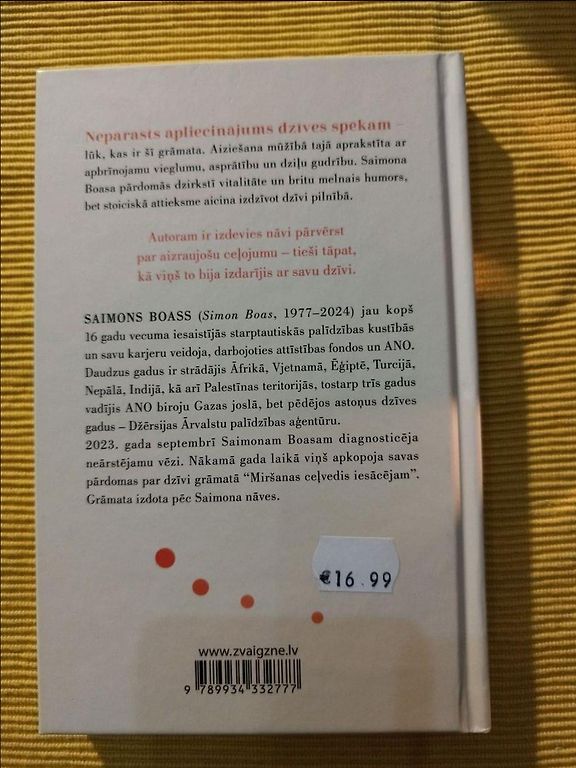 Neparasts apliecinājums dzīves spēkam –
lūk, kas ir šī grāmata. Aiziešana mūžībā tajā aprakstīta ar
apbrīnojamu vieglumu, asprātību un dziļu gudrību. Saimona
Boasa pārdomās dzirkstī vitalitāte un britu melnais humors,
bet stoiciskā attieksme aicina izdzīvot dzīvi pilnībā.
Autoram ir izdevies nāvi pārvērst
par aizraujošu ceļojumu – tieši tāpat,
kā viņš to bija izdarījis ar savu dzīvi.
SAIMONS BOASS (Simon Boas, 1977–2024) jau kopš
16 gadu vecuma iesaistījās starptautiskās palīdzības kustībās
un savu karjeru veidoja, darbojoties attīstības fondos un ANO.
Daudzus gadus ir strādājis Āfrikā, Vjetnamā, Ēģiptē, Turcijā,
Nepālā, Indijā, kā arī Palestīnas teritorijās, tostarp trīs gadus
vadījis ANO biroju Gazas joslā, bet pēdējos astoņus dzīves
gadus – Džērsijas Ārvalstu palīdzības aģentūru.
2023. gada septembrī Saimonam Boasam diagnosticēja
neārstējamu vēzi. Nākamā gada laikā viņš apkopoja savas
pārdomas par dzīvi grāmatā “Miršanas ceļvedis iesācējam”.
Grāmata izdota pēc Saimona nāves.
€16.99
www.zvaigzne.lv
9 789934 332777